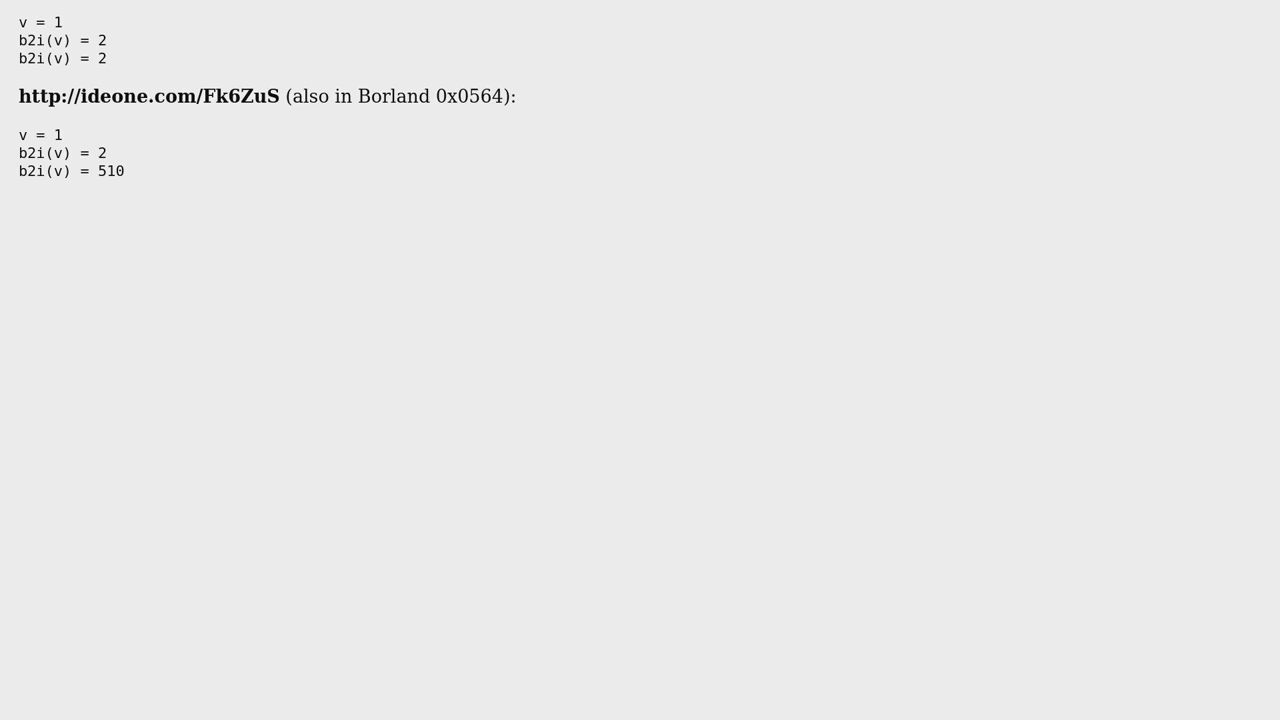 v = 1
b2i(v) = 2
b2i(v) = 2
http://ideone.com/Fk6ZuS (also in Borland 0x0564):
v = 1
b2i(v) = 2
b2i(v) = 510